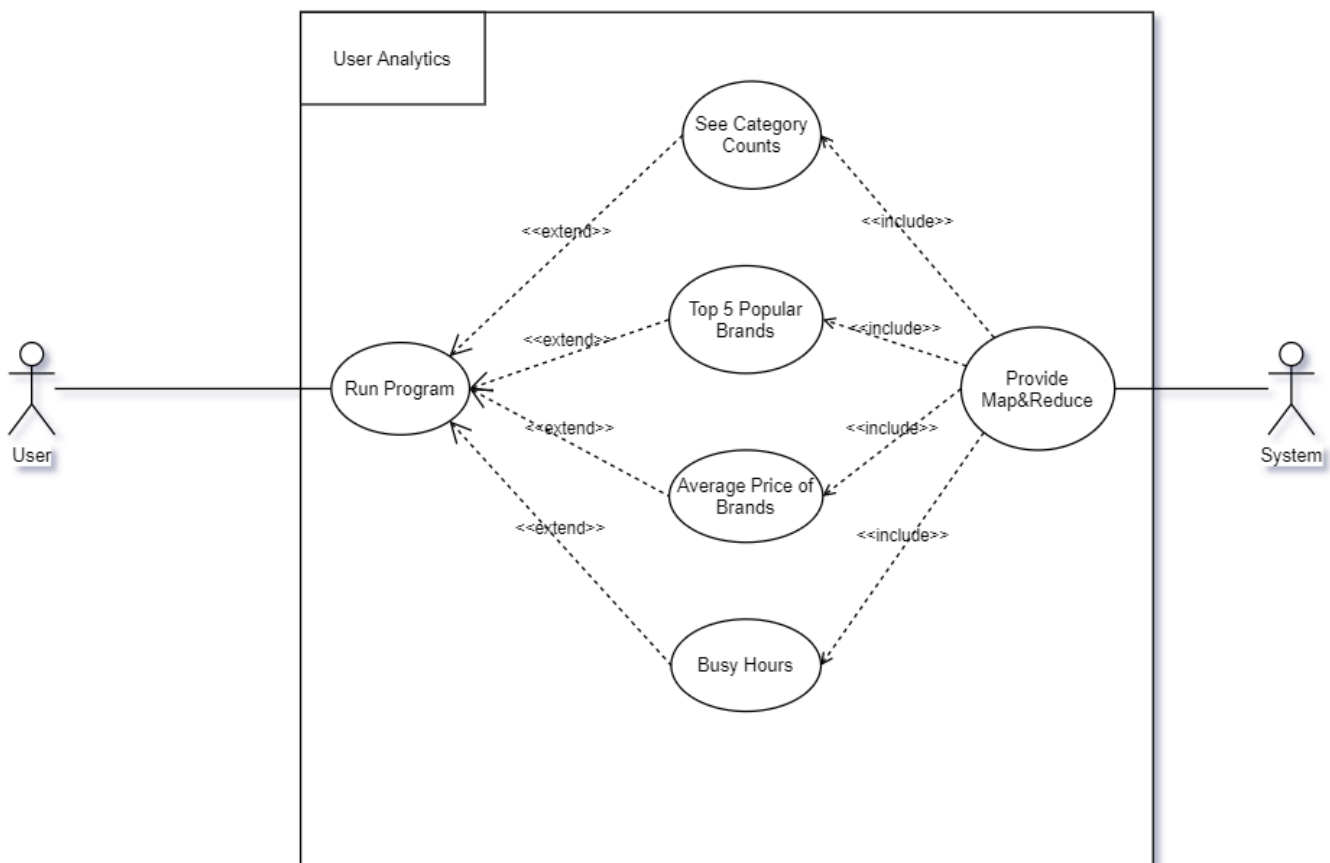 User Analytics
See Category
Counts
<<include>>
<<extend>>
Top 5 Popular
Brands
<<include>>
<<extend>>
Run Program
Provide
Map&Reduce
<<extend>>
<<include>>
User
System
Average Price of
Brands
<<extend>>
<<include>>
Busy Hours